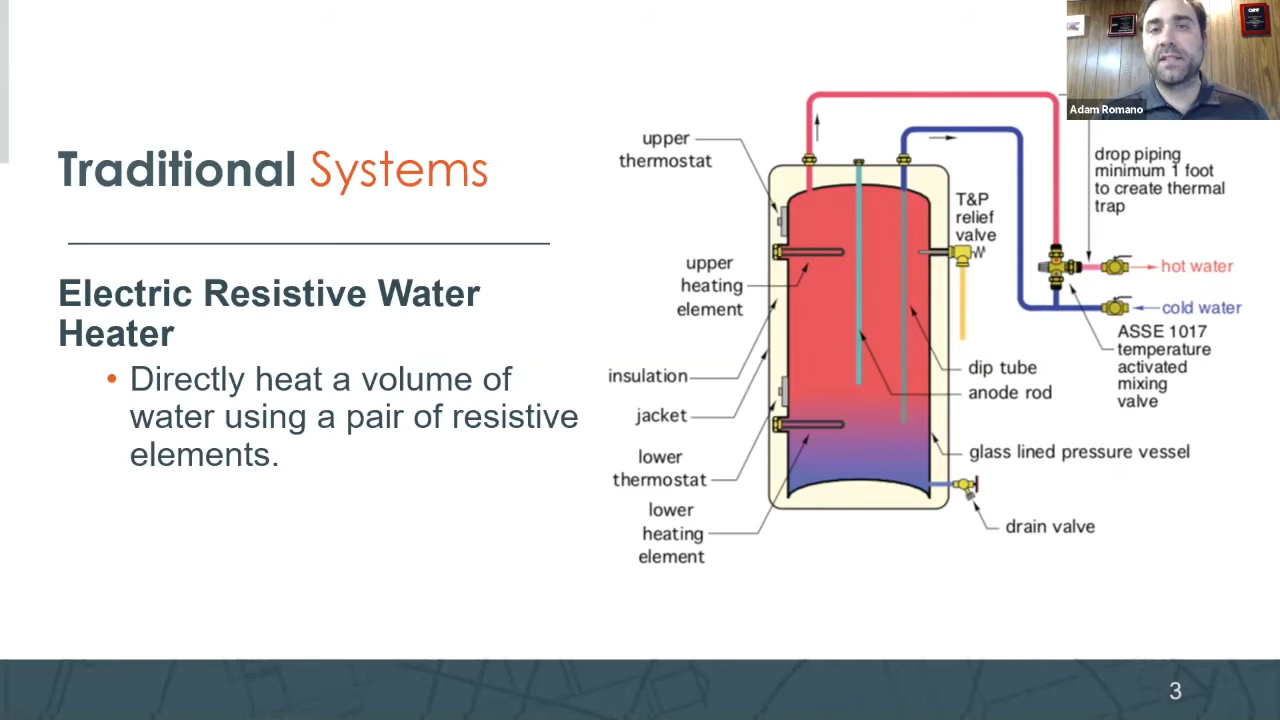 Traditional Systems
Electric Resistive Water
Heater
• Directly heat a volume of
water using a pair of resistive
elements.
upper
thermostat
upper
heating
element
insulation
jacket
lower
thermostat
lower
heating
element
T&P
relief
valve
dip tube
anode rod
glass lined pressure vessel
drain valve
drop piping
minimum 1 foot
to create thermal
trap
hot water
cold water
ASSE 1017
temperature
activated
mixing
valve
Adam Romano
3